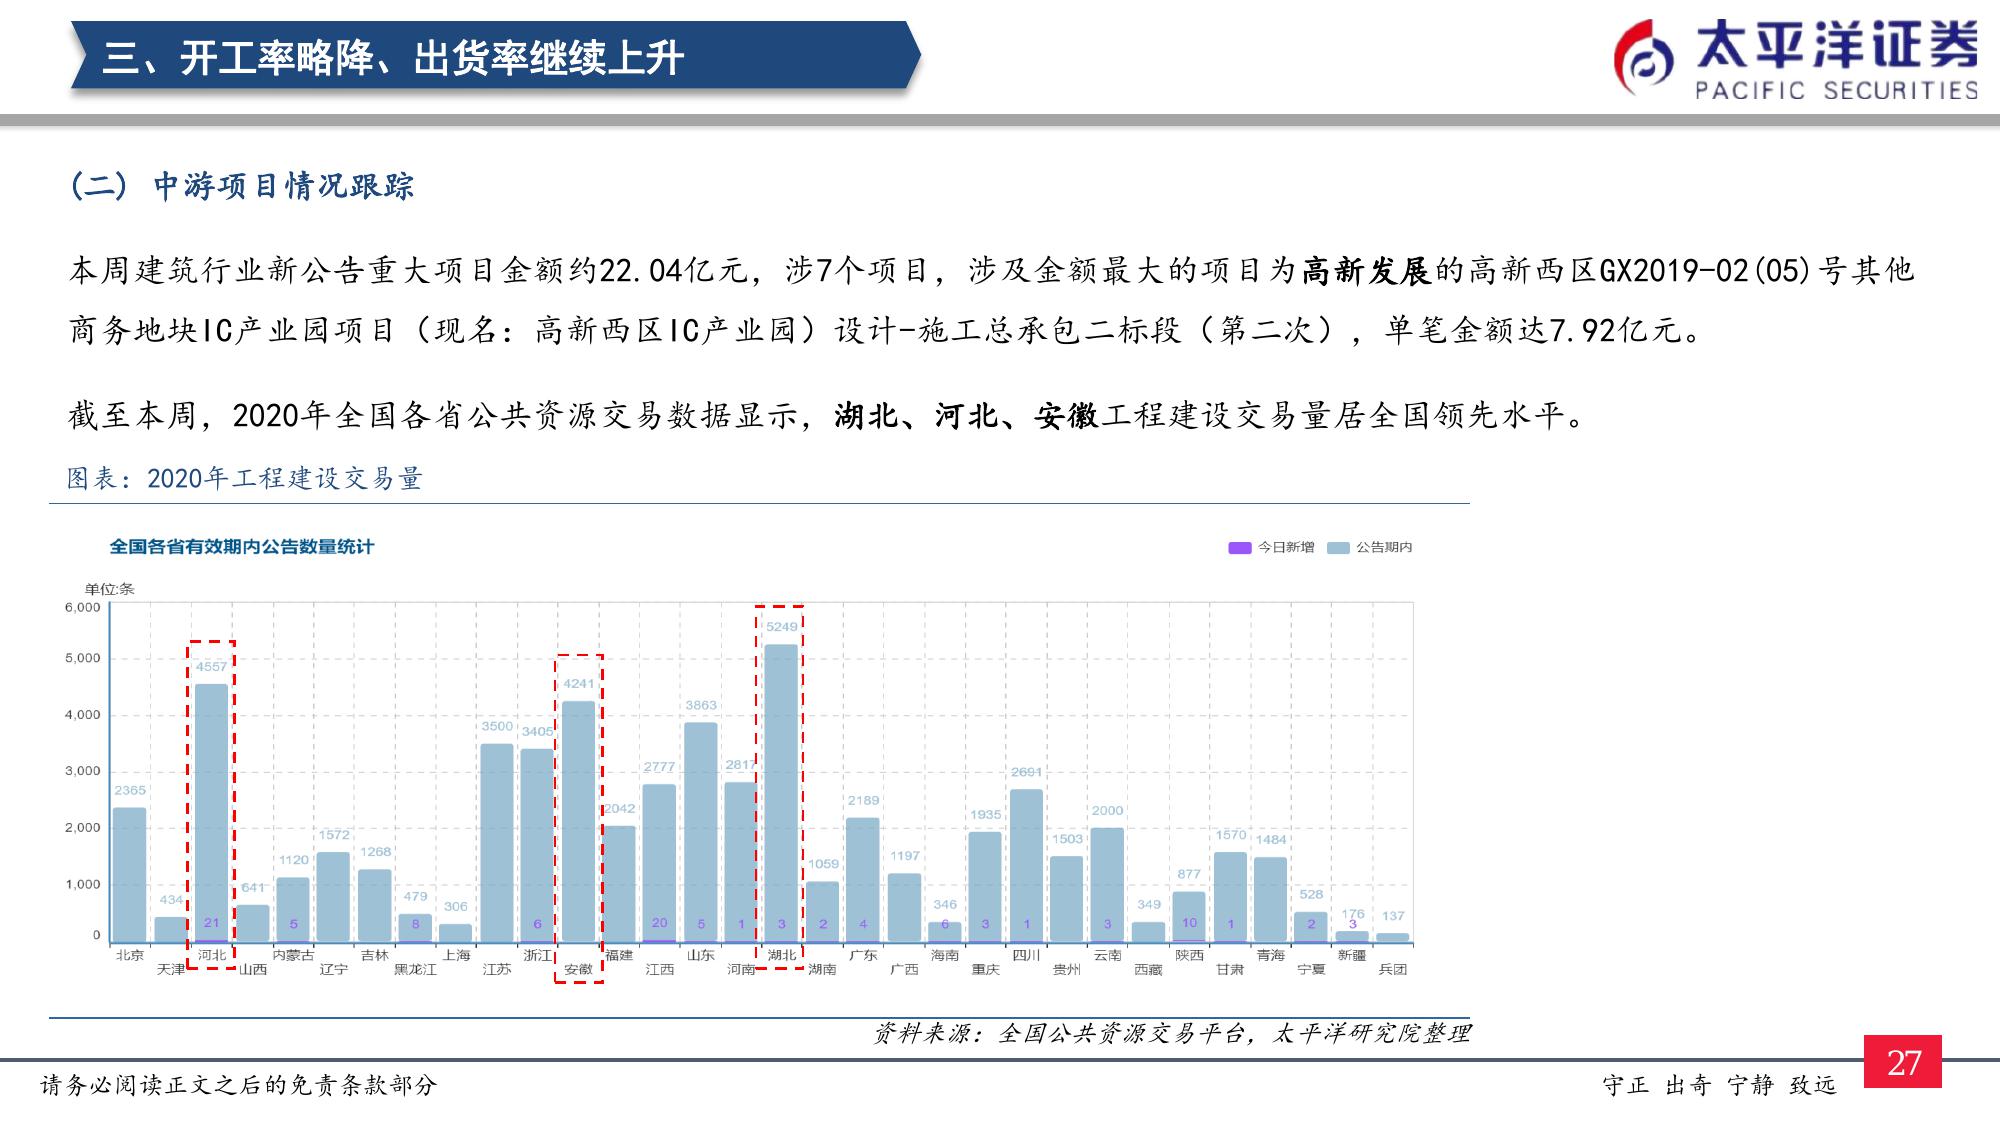 三、开工率略降、出货率继续上升
太平洋证券
PACIFIC SECURITIES
(二) 中游项目情况跟踪
本周建筑行业新公告重大项目金额约22.04亿元，涉7个项目，涉及金额最大的项目为高新发展的高新西区GX2019-02(05)号其他
商务地块IC产业园项目（现名：高新西区IC产业园）设计-施工总承包二标段（第二次），单笔金额达7.92亿元。
截至本周，2020年全国各省公共资源交易数据显示，湖北、河北、安徽工程建设交易量居全国领先水平。
图表：2020年工程建设交易量
全国各省有效期内公告数量统计
今日新增 公告期内
单位:条
6,000
5,000
4,000
3,000
2,000
1,000
0
2365 434 4557 641 1120 1572 1268 479 306 3500 3405 4241 2042 2777 3863 2817 5249 1059 2189 1197 346 1935 2691 1503 2000 349 877 1570 1484 528 176 137
21 5 8 6 20 5 1 3 2 4 6 3 1 3 10 1 2 3
北京 天津 河北 山西 内蒙古 辽宁 吉林 黑龙江 上海 江苏 浙江 安徽 福建 江西 山东 河南 湖北 湖南 广东 广西 海南 重庆 四川 贵州 云南 西藏 陕西 甘肃 青海 宁夏 新疆 兵团
资料来源：全国公共资源交易平台，太平洋研究院整理
请务必阅读正文之后的免责条款部分
守正 出奇 宁静 致远
27